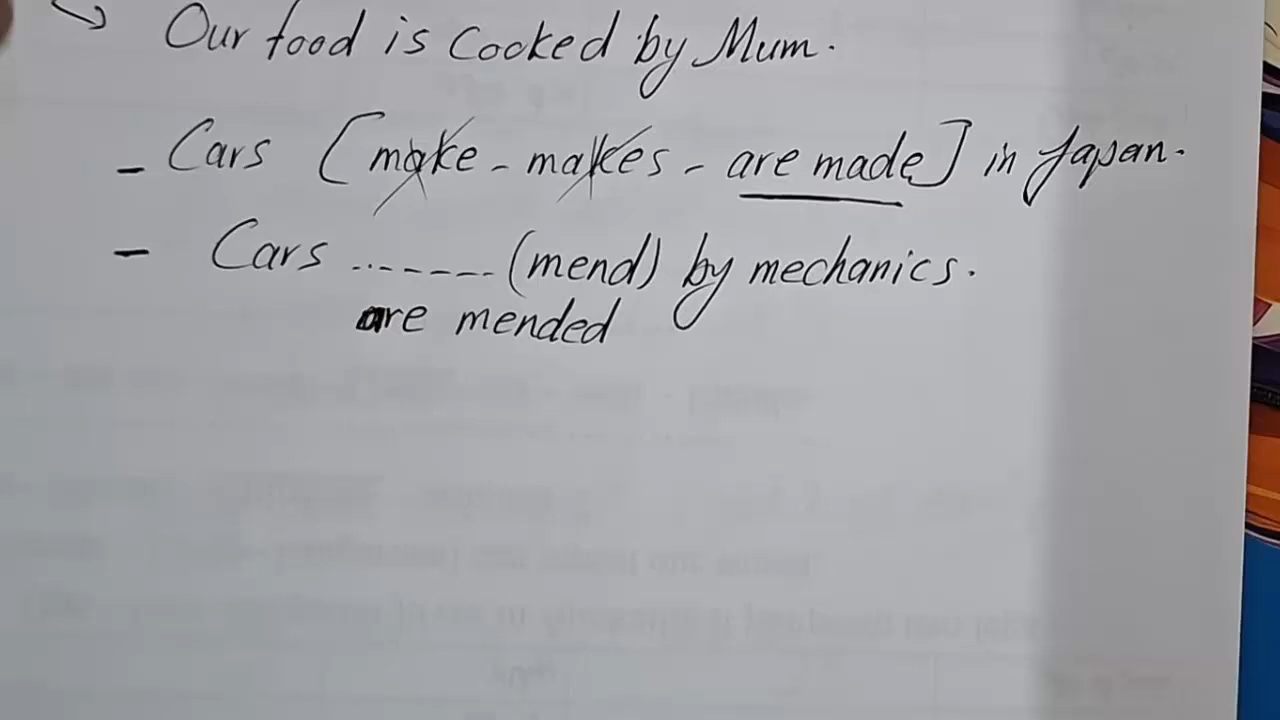 Our food is cooked by Mum.
- Cars [make - makes - are made] in Japan.
- Cars ....---- (mend) by mechanics.
are mended